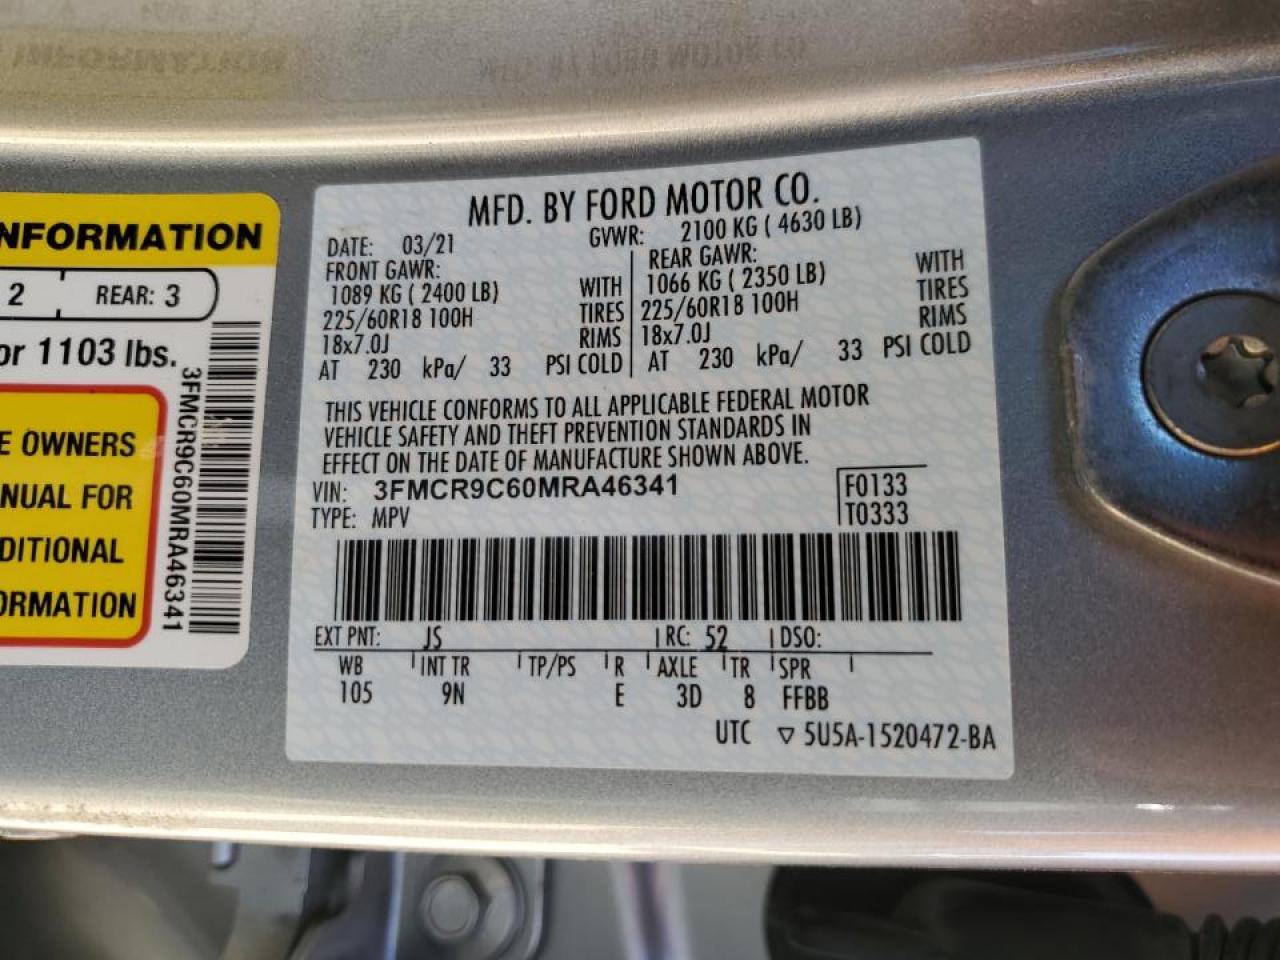 NFORMATION
2 REAR: 3
or 1103 lbs.
E OWNERS
NUAL FOR
DITIONAL
ORMATION
3FMCR9C60MRA46341
MFD. BY FORD MOTOR CO.
DATE: 03/21 GVWR: 2100 KG ( 4630 LB)
FRONT GAWR: REAR GAWR:
1089 KG ( 2400 LB) WITH 1066 KG ( 2350 LB) WITH
225/60R18 100H TIRES 225/60R18 100H TIRES
18x7.0J RIMS 18x7.0J RIMS
AT 230 kPa/ 33 PSI COLD AT 230 kPa/ 33 PSI COLD
THIS VEHICLE CONFORMS TO ALL APPLICABLE FEDERAL MOTOR
VEHICLE SAFETY AND THEFT PREVENTION STANDARDS IN
EFFECT ON THE DATE OF MANUFACTURE SHOWN ABOVE.
VIN: 3FMCR9C60MRA46341 F0133
TYPE: MPV T0333
EXT PNT: JS RC: 52 DSO:
WB INT TR TP/PS R AXLE TR SPR
105 9N E 3D 8 FFBB
UTC ▽ 5U5A-1520472-BA